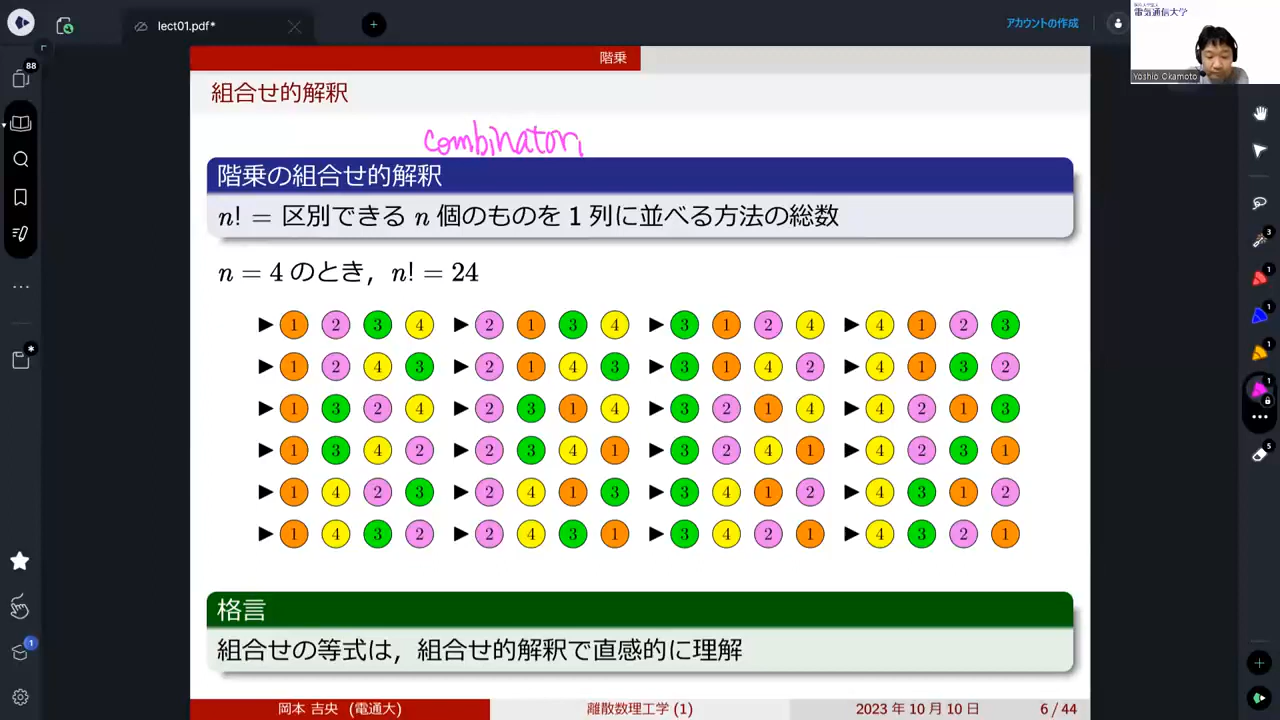 88
lect01.pdf*
アカウントの作成
電気通信大学
Yoshio Okamoto
階乗
組合せ的解釈
combinatori
階乗の組合せ的解釈
n! = 区別できる n 個のものを 1 列に並べる方法の総数
n = 4 のとき，n! = 24
▶ 1 2 3 4 ▶ 2 1 3 4 ▶ 3 1 2 4 ▶ 4 1 2 3
▶ 1 2 4 3 ▶ 2 1 4 3 ▶ 3 1 4 2 ▶ 4 1 3 2
▶ 1 3 2 4 ▶ 2 3 1 4 ▶ 3 2 1 4 ▶ 4 2 1 3
▶ 1 3 4 2 ▶ 2 3 4 1 ▶ 3 2 4 1 ▶ 4 2 3 1
▶ 1 4 2 3 ▶ 2 4 1 3 ▶ 3 4 1 2 ▶ 4 3 1 2
▶ 1 4 3 2 ▶ 2 4 3 1 ▶ 3 4 2 1 ▶ 4 3 2 1
格言
組合せの等式は，組合せ的解釈で直感的に理解
岡本 吉央 (電通大) 離散数理工学 (1) 2023 年 10 月 10 日 6 / 44
1
3
1
1
1
1
5